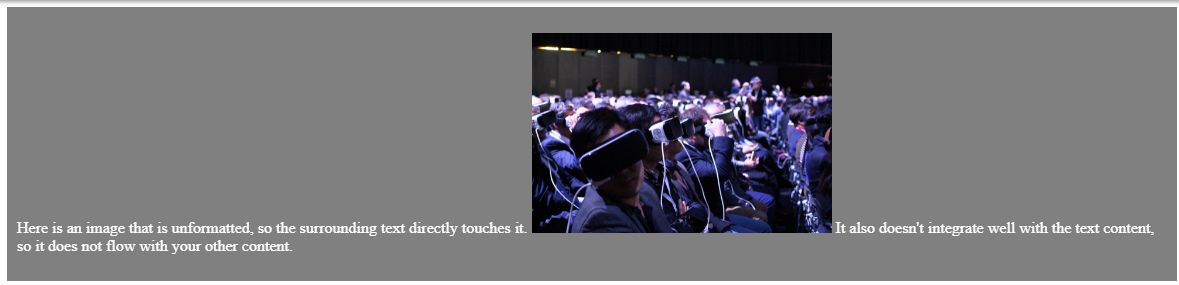 Here is an image that is unformatted, so the surrounding text directly touches it. It also doesn't integrate well with the text content,
so it does not flow with your other content.